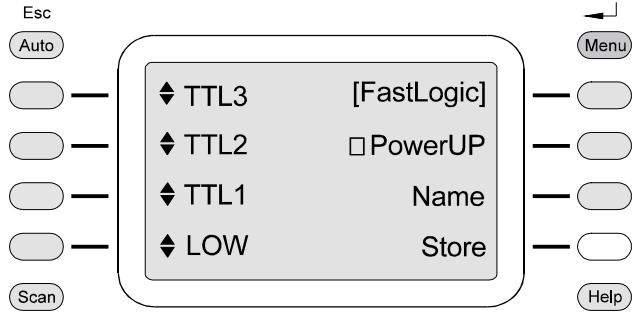 Esc
Auto
Menu
TTL3 [FastLogic]
TTL2 PowerUP
TTL1 Name
LOW Store
Scan
Help